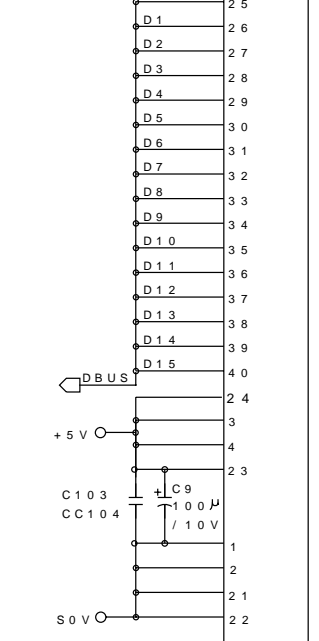 25
D1 26
D2 27
D3 28
D4 29
D5 30
D6 31
D7 32
D8 33
D9 34
D10 35
D11 36
D12 37
D13 38
D14 39
D15 40
DBUS
24
3
+5V
4
23
C103 C9
CC104 + 100μ
/10V
1
2
21
S0V 22